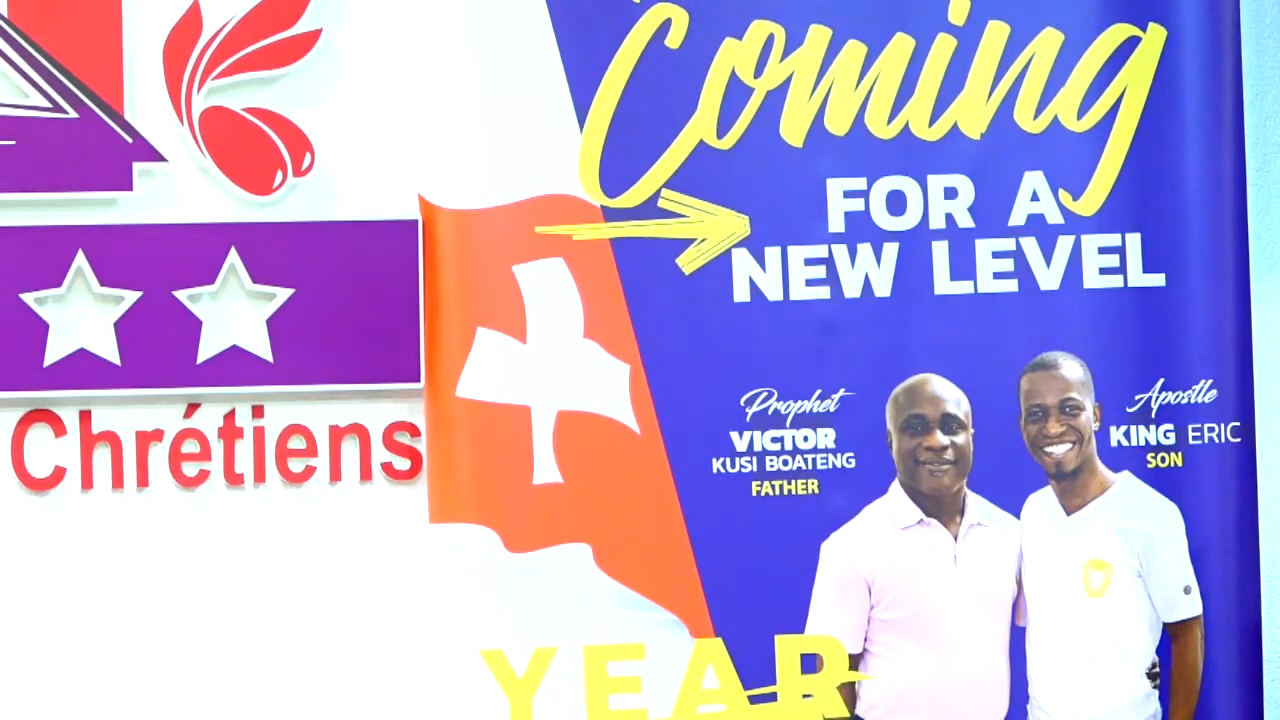 Coming
FOR A
NEW LEVEL
Prophet
VICTOR
KUSI BOATENG
FATHER
Apostle
KING ERIC
SON
Chrétiens
YEAR